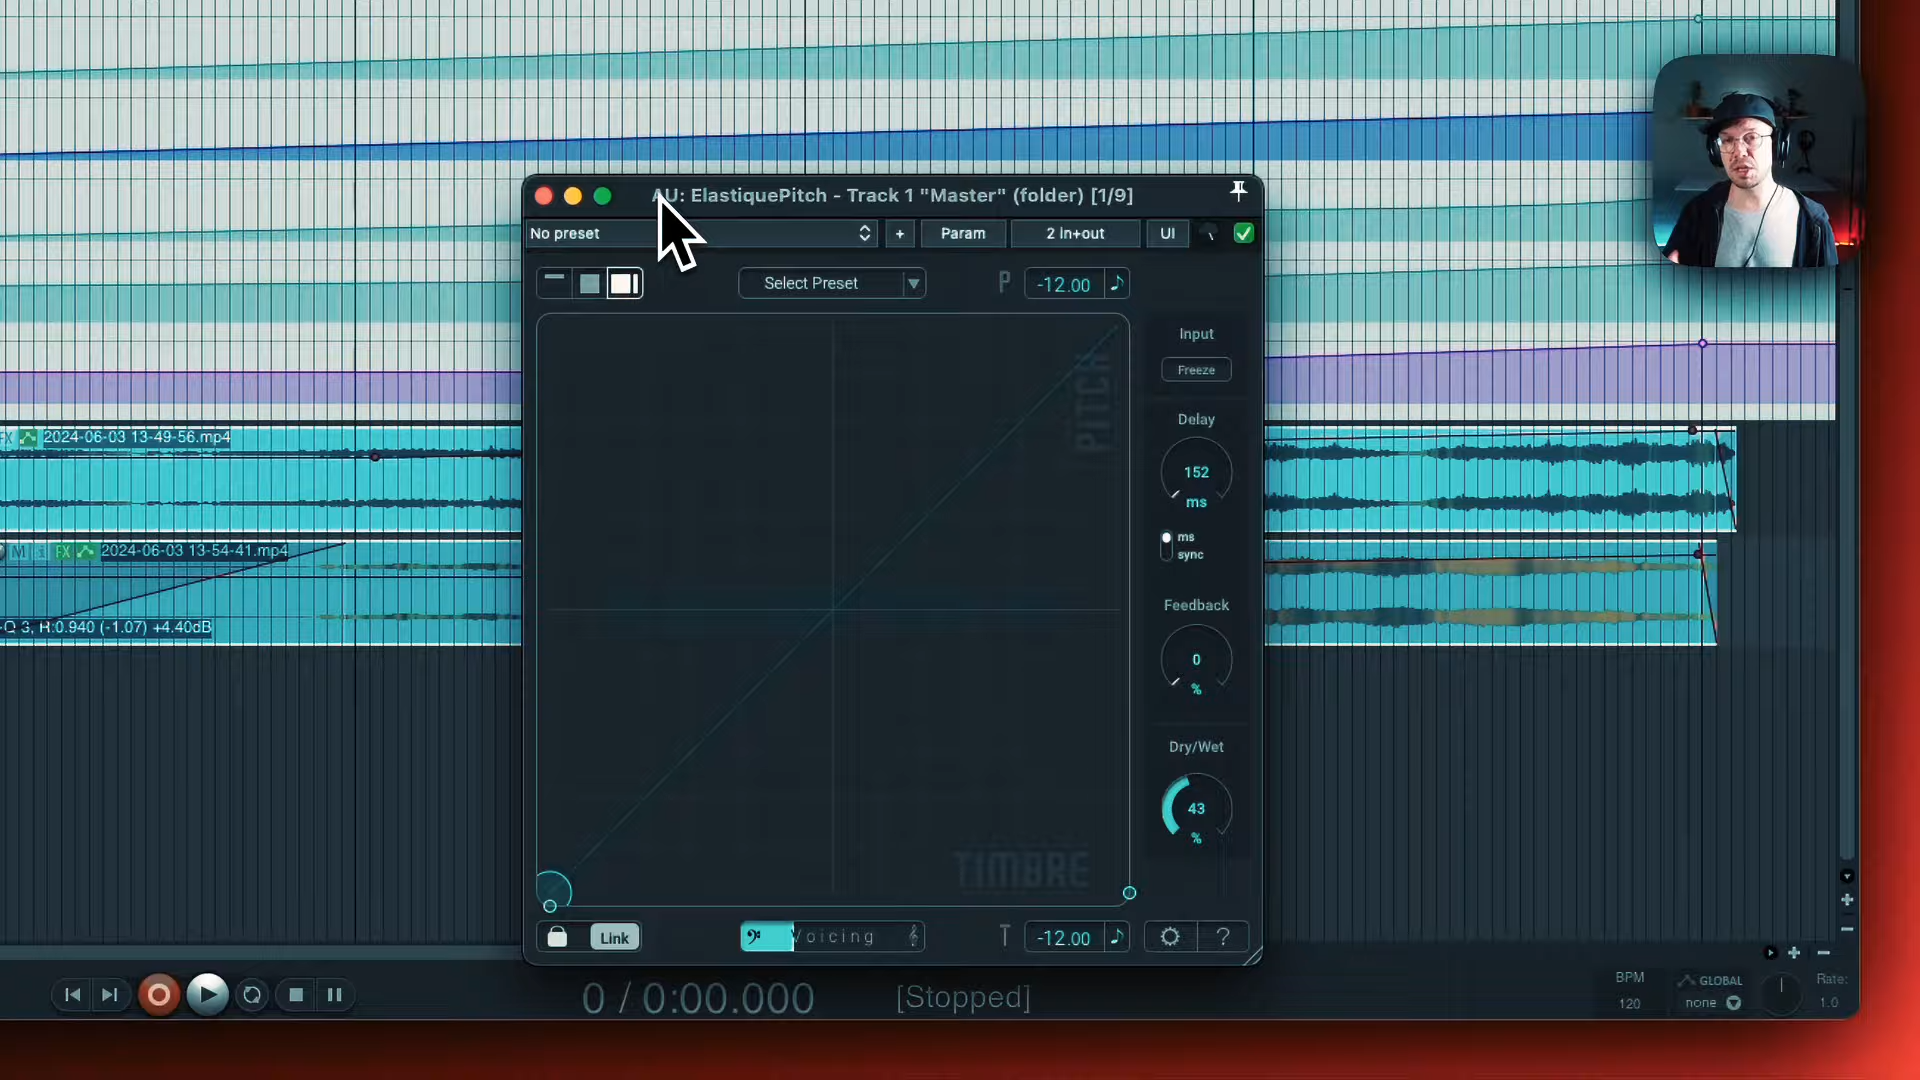 AU: ElastiquePitch - Track 1 "Master" (folder) [1/9]
No preset
+
Param
2 in+out
UI
Select Preset
P
-12.00
PITCH
Input
Freeze
Delay
152
ms
ms
sync
Feedback
0
%
Dry/Wet
43
%
TIMBRE
Link
Voicing
T
-12.00
?
FX
2024-06-03 13-49-56.mp4
M
i
FX
2024-06-03 13-54-41.mp4
-Q 3, R:0.940 (-1.07) +4.40dB
0 / 0:00.000
[Stopped]
BPM
120
GLOBAL
none
Rate:
1.0